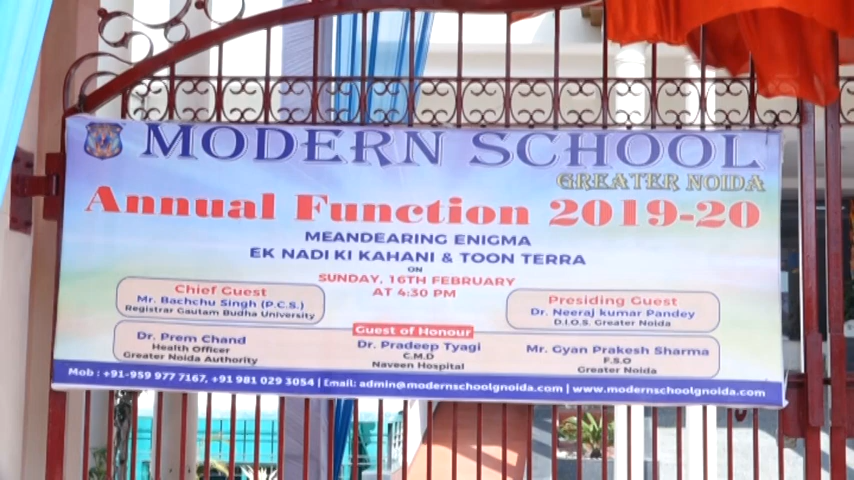 MODERN SCHOOL
GREATER NOIDA
Annual Function 2019-20
MEANDEARING ENIGMA
EK NADI KI KAHANI & TOON TERRA
ON
SUNDAY, 16TH FEBRUARY
AT 4:30 PM
Chief Guest
Mr. Bachchu Singh (P.C.S.)
Registrar Gautam Budha University
Presiding Guest
Dr. Neeraj kumar Pandey
D.I.O.S. Greater Noida
Guest of Honour
Dr. Prem Chand
Health Officer
Greater Noida Authority
Dr. Pradeep Tyagi
C.M.D
Naveen Hospital
Mr. Gyan Prakesh Sharma
F.S.O
Greater Noida
Mob : +91-959 977 7167, +91 981 029 3054 | Email: admin@modernschoolgnoida.com | www.modernschoolgnoida.com